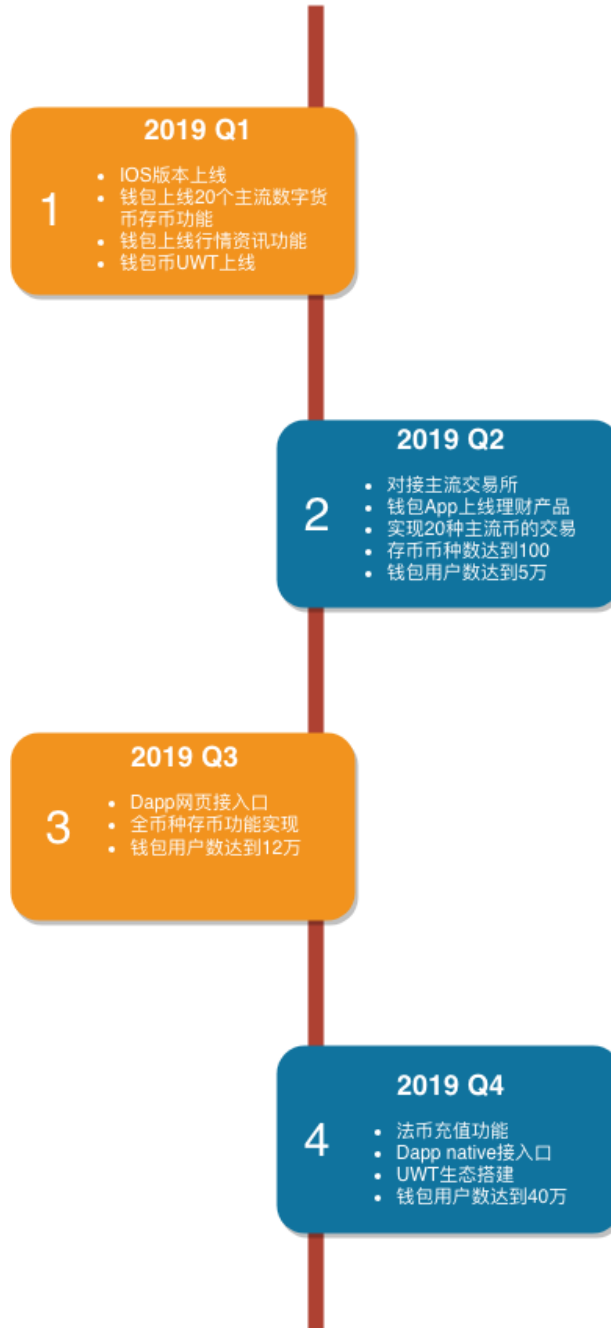 2019 Q1
1
• IOS版本上线
• 钱包上线20个主流数字货
币存币功能
• 钱包上线行情资讯功能
• 钱包币UWT上线
2019 Q2
2
• 对接主流交易所
• 钱包App上线理财产品
• 实现20种主流币的交易
• 存币币种数达到100
• 钱包用户数达到5万
2019 Q3
3
• Dapp网页接入口
• 全币种存币功能实现
• 钱包用户数达到12万
2019 Q4
4
• 法币充值功能
• Dapp native接入口
• UWT生态搭建
• 钱包用户数达到40万